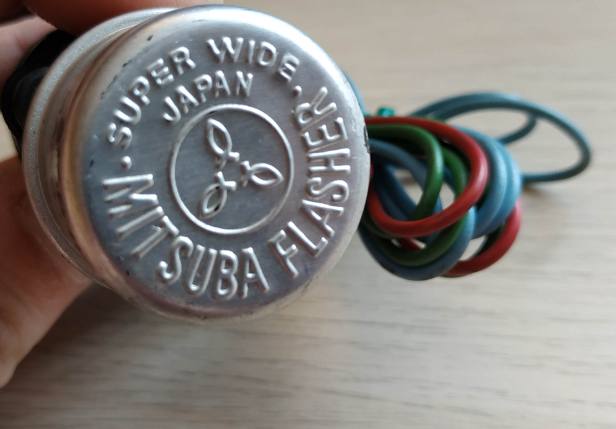 · SUPER WIDE ·
JAPAN
MITSUBA FLASHER